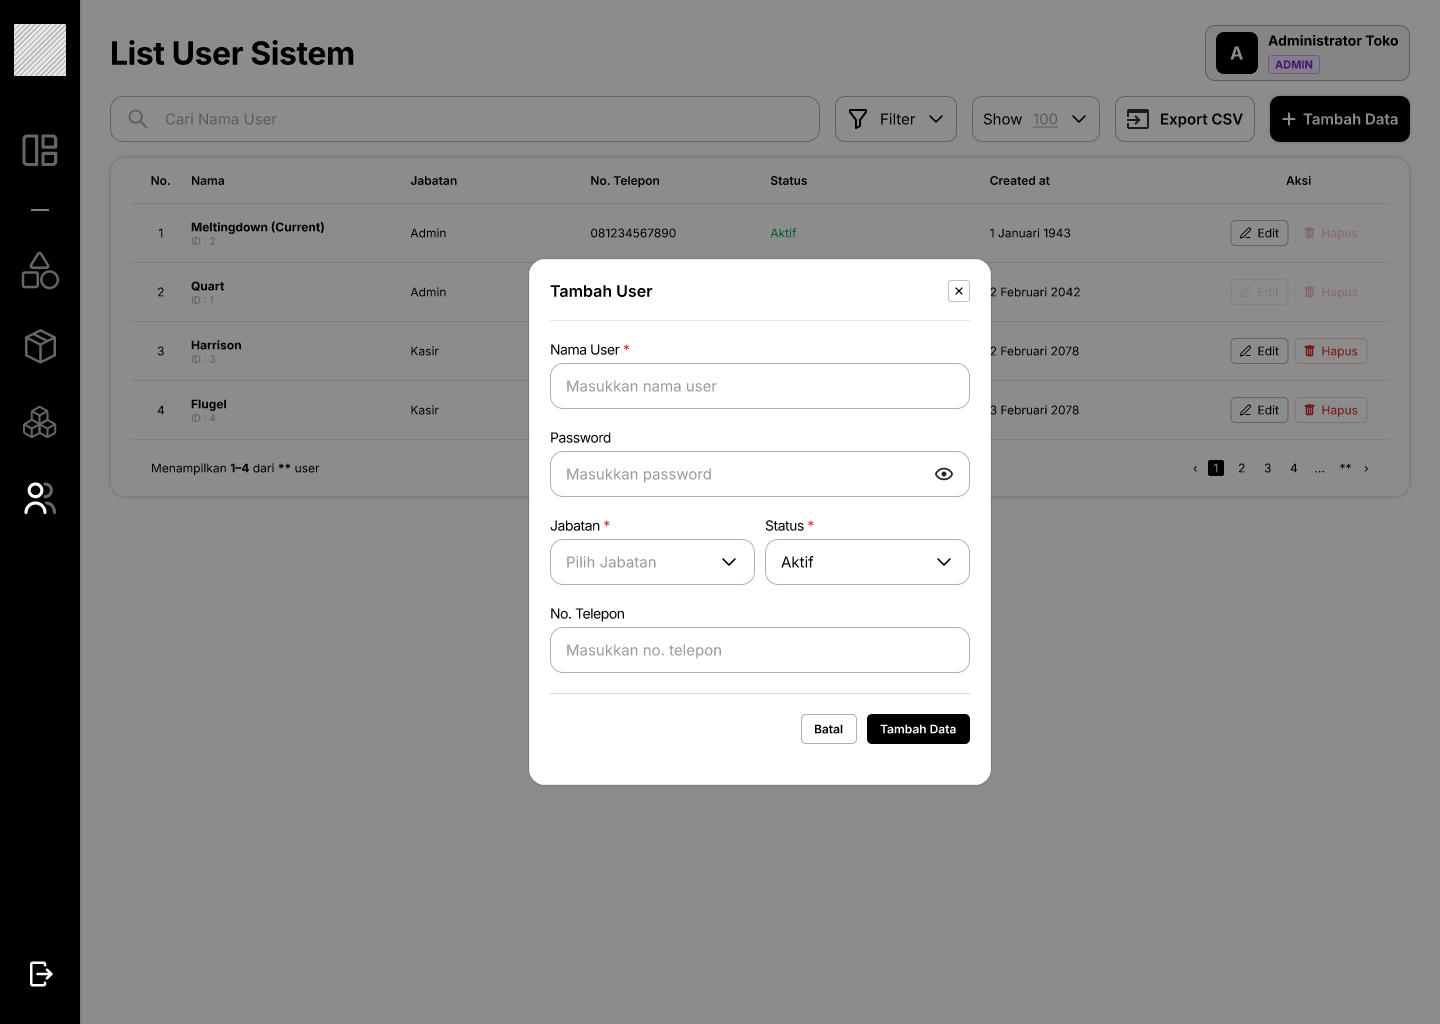 List User Sistem
A
Administrator Toko
ADMIN
Cari Nama User
Filter
Show 100
Export CSV
+ Tambah Data
No. Nama Jabatan No. Telepon Status Created at Aksi
1 Meltingdown (Current) Admin 081234567890 Aktif 1 Januari 1943 Edit Hapus
ID : 2
2 Quart Admin 2 Februari 2042 Edit Hapus
ID : 1
3 Harrison Kasir 2 Februari 2078 Edit Hapus
ID : 3
4 Flugel Kasir 3 Februari 2078 Edit Hapus
ID : 4
Menampilkan 1–4 dari ** user
‹ 1 2 3 4 ... ** ›
Tambah User
Nama User *
Masukkan nama user
Password
Masukkan password
Jabatan * Status *
Pilih Jabatan Aktif
No. Telepon
Masukkan no. telepon
Batal Tambah Data